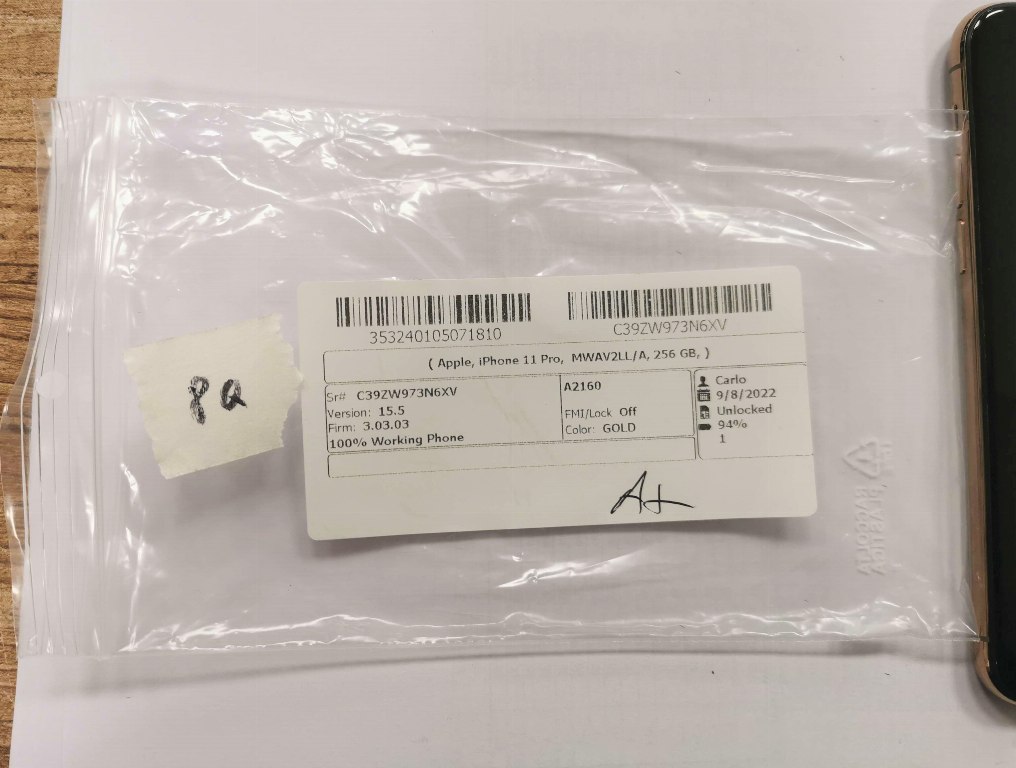 8Q
353240105071810
C39ZW973N6XV
( Apple, iPhone 11 Pro, MWAV2LL/A, 256 GB, )
Sr# C39ZW973N6XV
Version: 15.5
Firm: 3.03.03
100% Working Phone
A2160
FMI/Lock Off
Color: GOLD
Carlo
9/8/2022
Unlocked
94%
1
A+